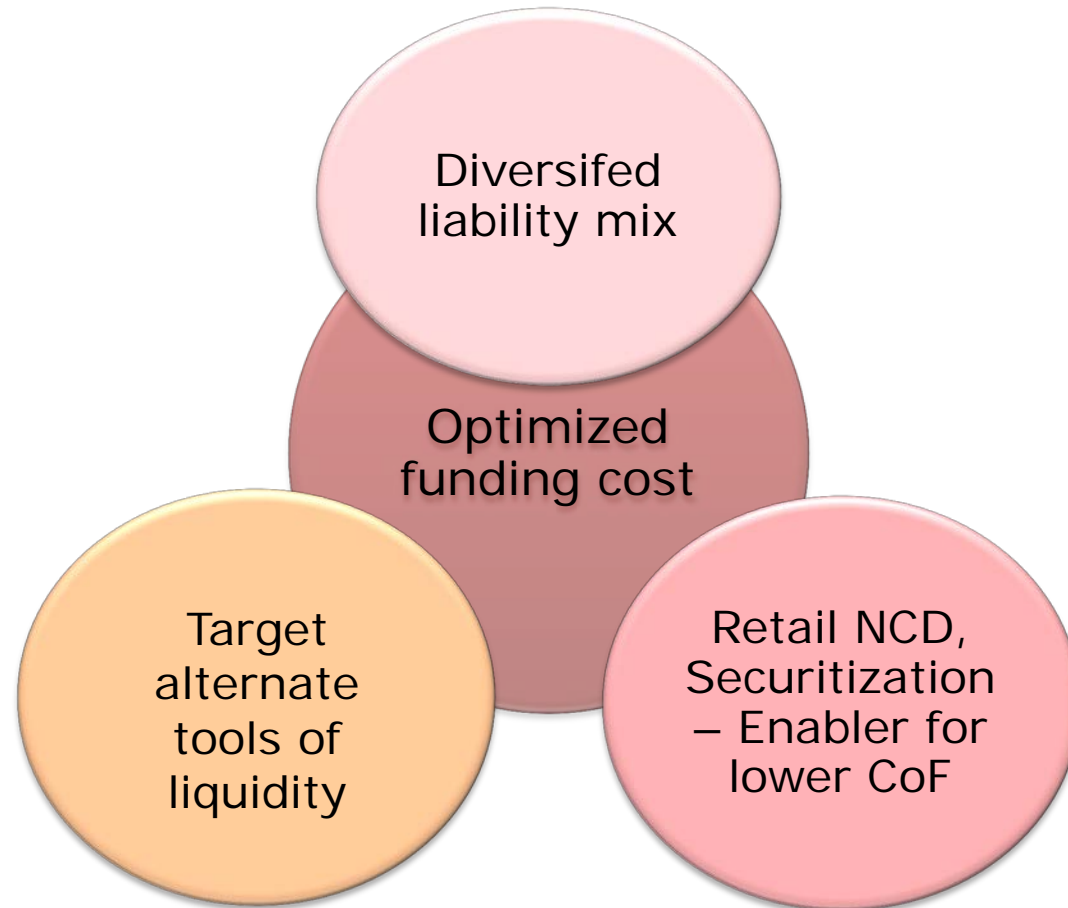 Diversifed
liability mix
Optimized
funding cost
Target
alternate
tools of
liquidity
Retail NCD,
Securitization
– Enabler for
lower CoF